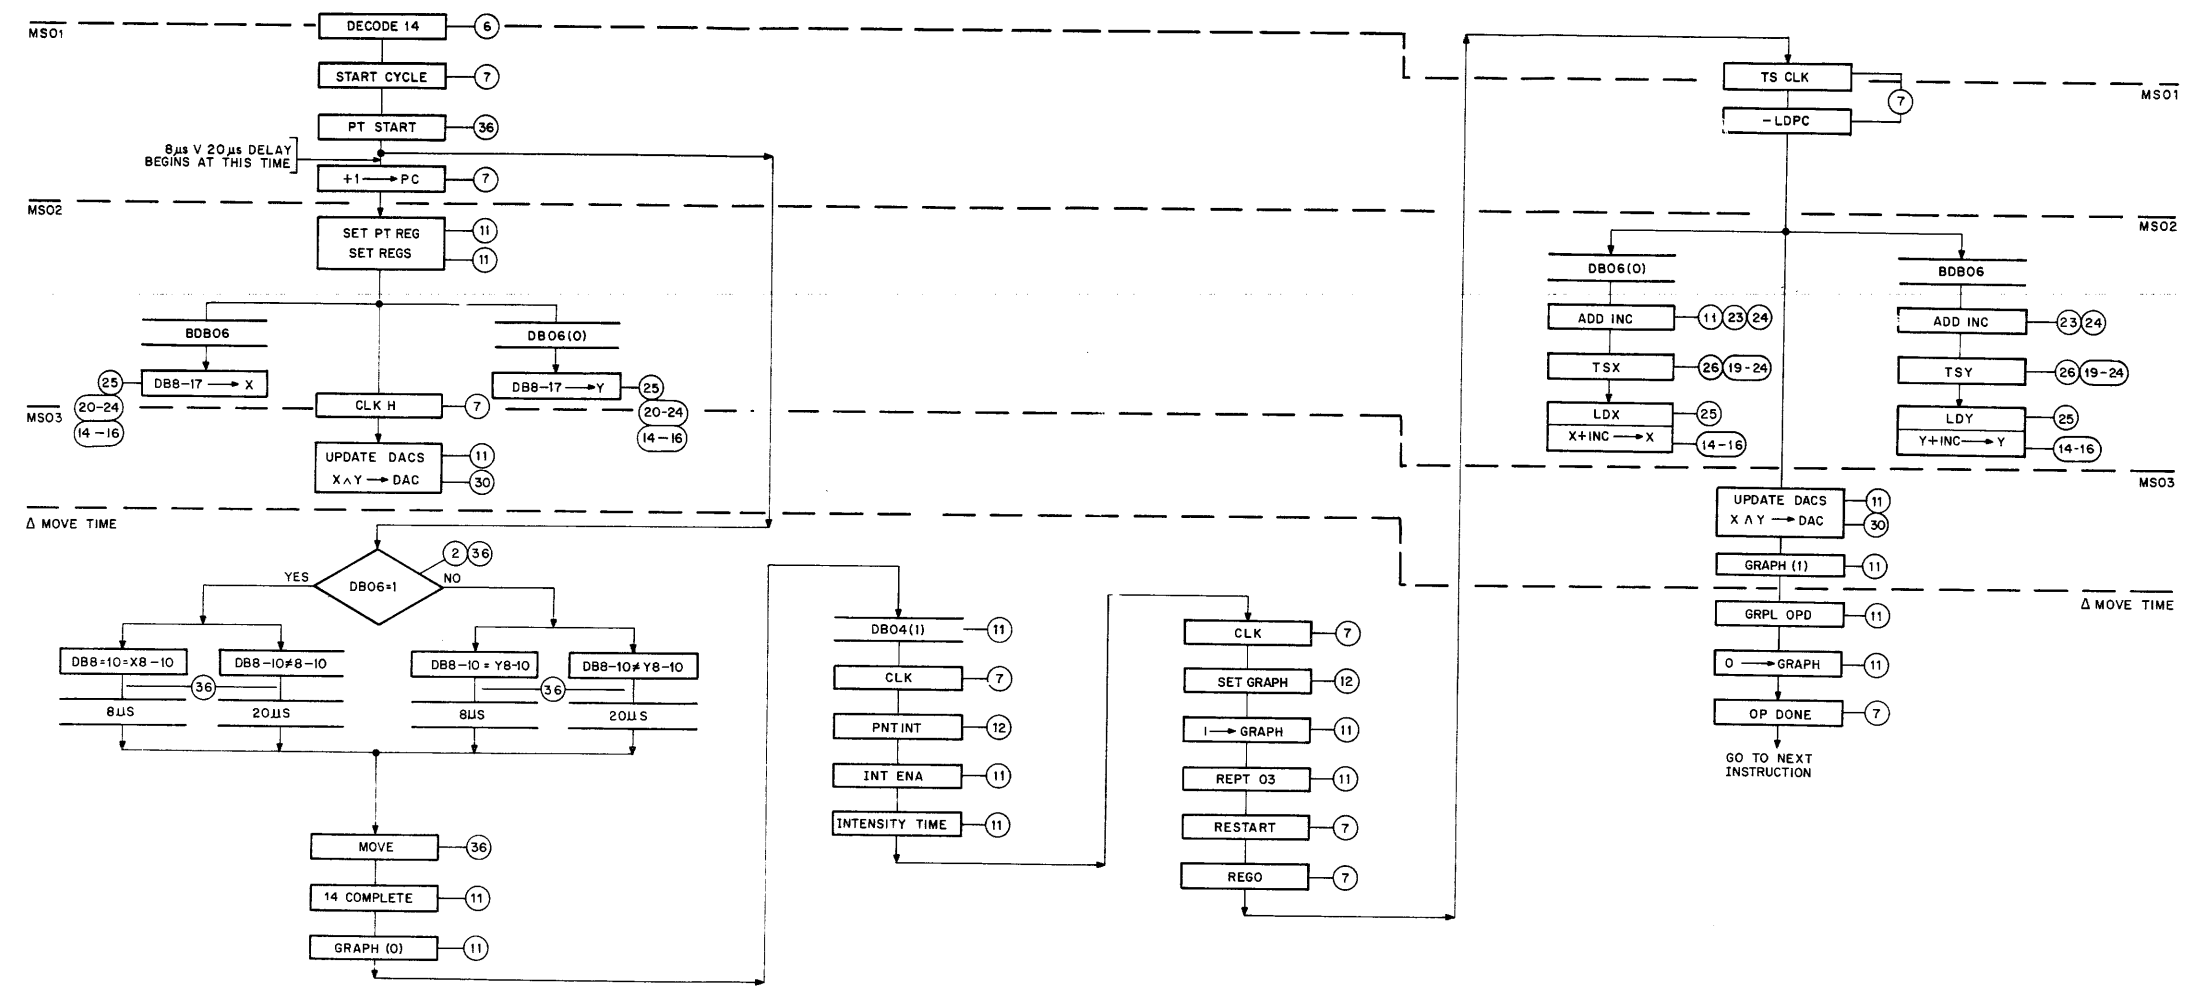 MS01
DECODE 14
6
START CYCLE
7
PT START
36
8µs V 20µs DELAY
BEGINS AT THIS TIME
+1 → PC
7
MS02
SET PT REG
11
SET REGS
11
BDB06
DB8-17 → X
25
20-24
14-16
DB06(0)
DB8-17 → Y
25
20-24
14-16
MS03
CLK H
7
UPDATE DACS
11
X∧Y → DAC
30
Δ MOVE TIME
DB06=1
2
36
YES
NO
DB8=10=X8-10
DB8-10≠8-10
36
8µS
20µS
DB8-10 = Y8-10
DB8-10≠ Y8-10
36
8µS
20µS
MOVE
36
14 COMPLETE
11
GRAPH (0)
11
DB04(1)
11
CLK
7
PNT INT
12
INT ENA
11
INTENSITY TIME
11
CLK
7
SET GRAPH
12
1 → GRAPH
11
REPT 03
11
RESTART
7
REGO
7
TS CLK
MS01
7
-LDPC
MS02
DB06(0)
ADD INC
11
23
24
TSX
26
19-24
LDX
25
X+INC → X
14-16
BDB06
ADD INC
23
24
TSY
26
19-24
LDY
25
Y+INC → Y
14-16
MS03
UPDATE DACS
11
X ∧ Y → DAC
30
GRAPH (1)
11
Δ MOVE TIME
GRPL OPD
11
0 → GRAPH
11
OP DONE
7
GO TO NEXT
INSTRUCTION